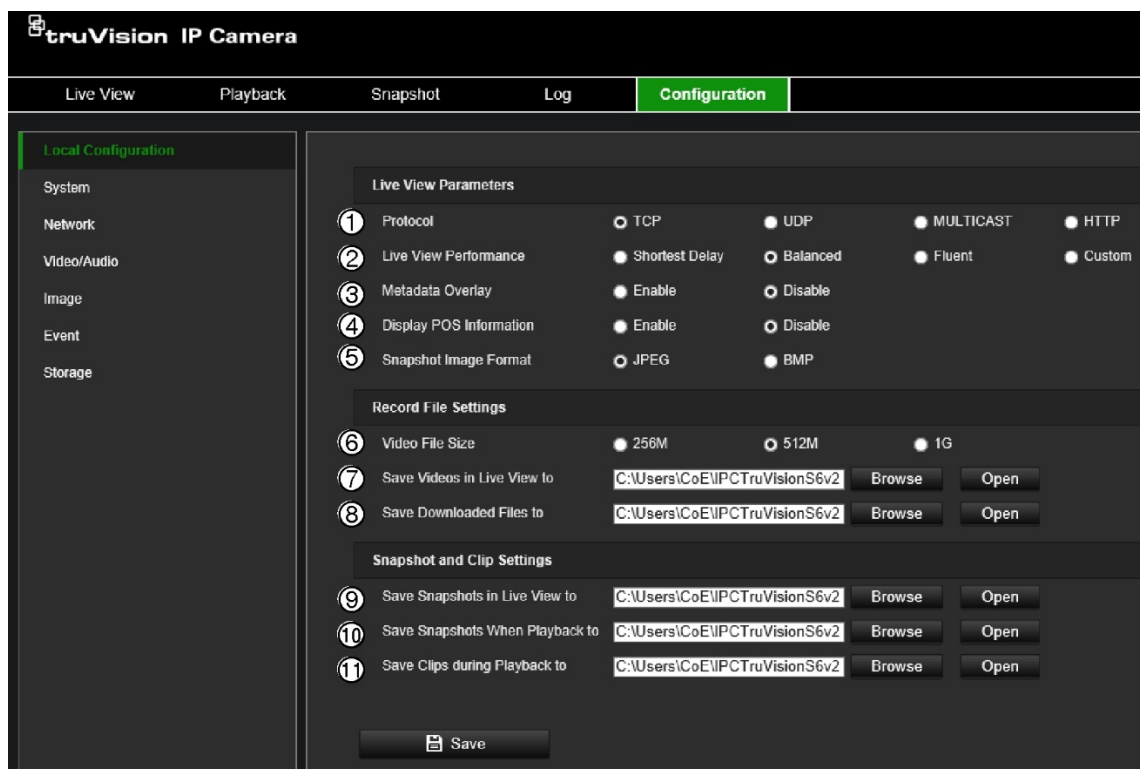 truVision IP Camera
Live View Playback Snapshot Log Configuration
Local Configuration
System
Network
Video/Audio
Image
Event
Storage
Live View Parameters
1 Protocol TCP UDP MULTICAST HTTP
2 Live View Performance Shortest Delay Balanced Fluent Custom
3 Metadata Overlay Enable Disable
4 Display POS Information Enable Disable
5 Snapshot Image Format JPEG BMP
Record File Settings
6 Video File Size 256M 512M 1G
7 Save Videos in Live View to C:\Users\CoE\IPCTruVisionS6v2 Browse Open
8 Save Downloaded Files to C:\Users\CoE\IPCTruVisionS6v2 Browse Open
Snapshot and Clip Settings
9 Save Snapshots in Live View to C:\Users\CoE\IPCTruVisionS6v2 Browse Open
10 Save Snapshots When Playback to C:\Users\CoE\IPCTruVisionS6v2 Browse Open
11 Save Clips during Playback to C:\Users\CoE\IPCTruVisionS6v2 Browse Open
Save